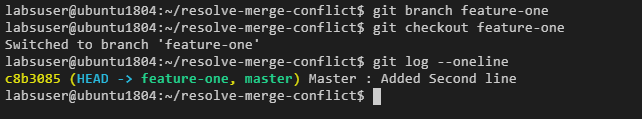 labsuser@ubuntu1804:~/resolve-merge-conflict$ git branch feature-one
labsuser@ubuntu1804:~/resolve-merge-conflict$ git checkout feature-one
Switched to branch 'feature-one'
labsuser@ubuntu1804:~/resolve-merge-conflict$ git log --oneline
c8b3085 (HEAD -> feature-one, master) Master : Added Second line
labsuser@ubuntu1804:~/resolve-merge-conflict$